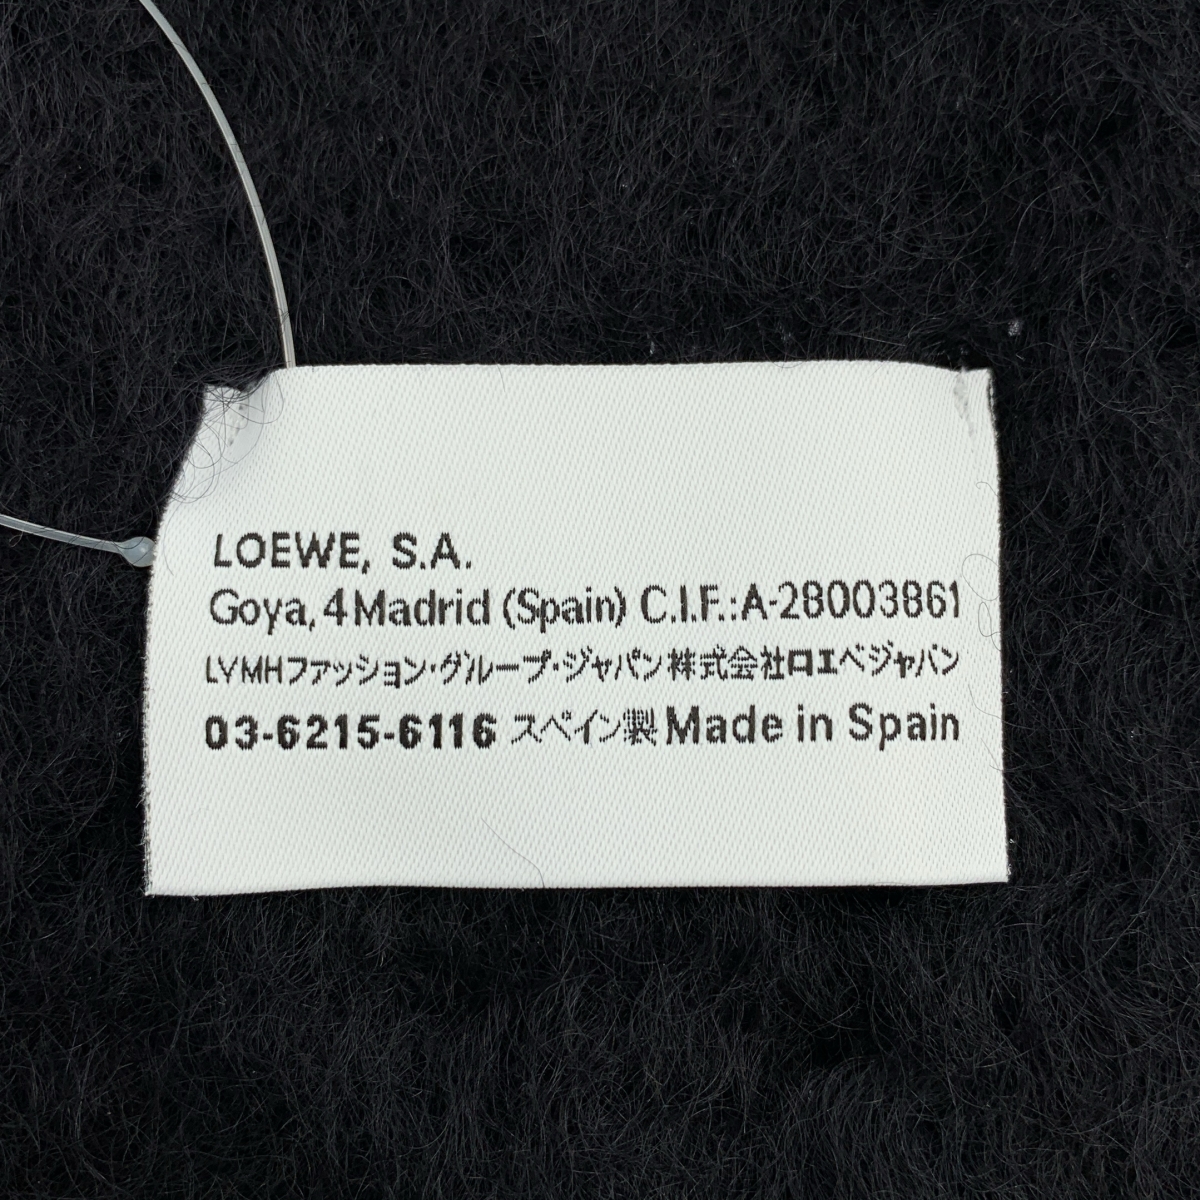 LOEWE, S.A.
Goya, 4 Madrid (Spain) C.I.F.:A-28003861
LVMHファッション・グループ・ジャパン株式会社ロエベジャパン
03-6215-6116 スペイン製 Made in Spain